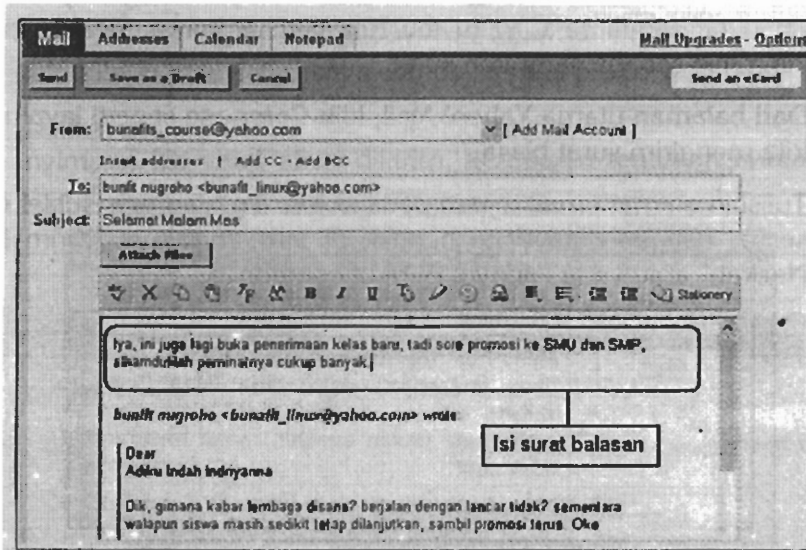 Mail Addresses Calendar Notepad Mail Upgrades - Options
Send Save as a Draft Cancel Send an eCard
From: bunafits_course@yahoo.com [ Add Mail Account ]
Insert addresses | Add CC - Add BCC
To: bunfit nugroho <bunafit_linux@yahoo.com>
Subject: Selamat Malam Mas
Attach Files
B I U Stationery
Iya, ini juga lagi buka penerimaan kelas baru, tadi sore promosi ke SMU dan SMP,
peminatnya cukup banyak.
bunfit nugroho <bunafit_linux@yahoo.com> wrote:
Isi surat balasan
Dear
Adiku Indah Indriyanna
Dik, gimana kabar lembaga disana? berjalan dengan lancar tidak? sementara
walapun siswa masih sedikit tetap dilanjutkan, sambil promosi terus. Oke